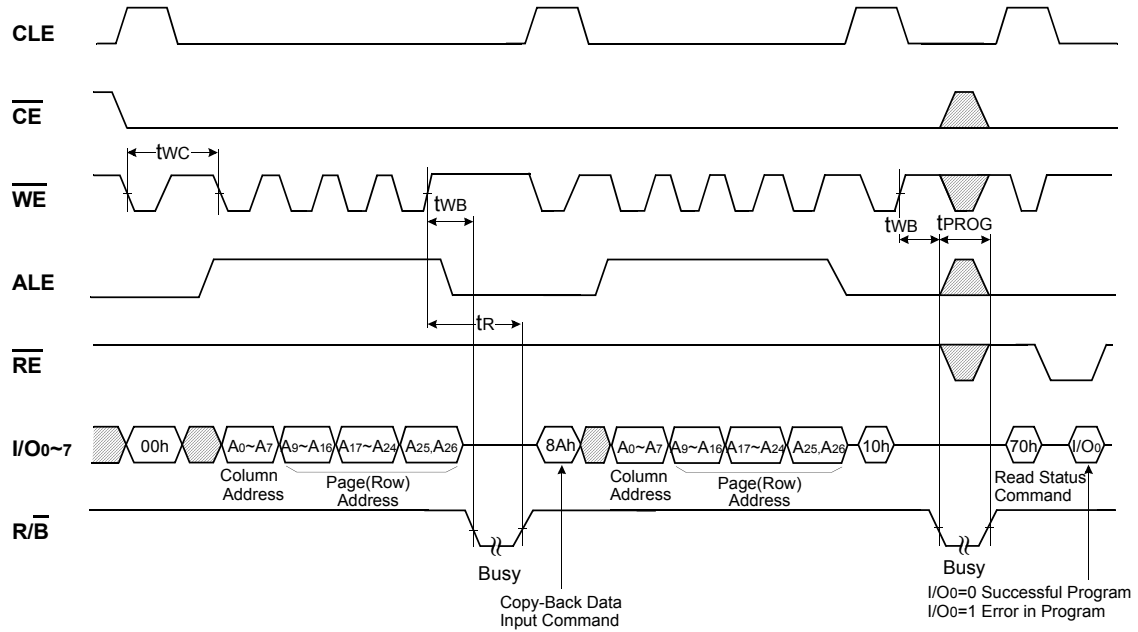 CLE
CE
tWC
WE
tWB
tWB tPROG
ALE
tR
RE
I/O0~7 00h A0~A7 A9~A16 A17~A24 A25,A26 8Ah A0~A7 A9~A16 A17~A24 A25,A26 10h 70h I/O0
Column
Address
Page(Row)
Address
Column
Address
Page(Row)
Address
Read Status
Command
R/B
Busy
Busy
Copy-Back Data
Input Command
I/O0=0 Successful Program
I/O0=1 Error in Program